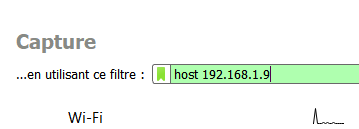 Capture
...en utilisant ce filtre : host 192.168.1.9
Wi-Fi